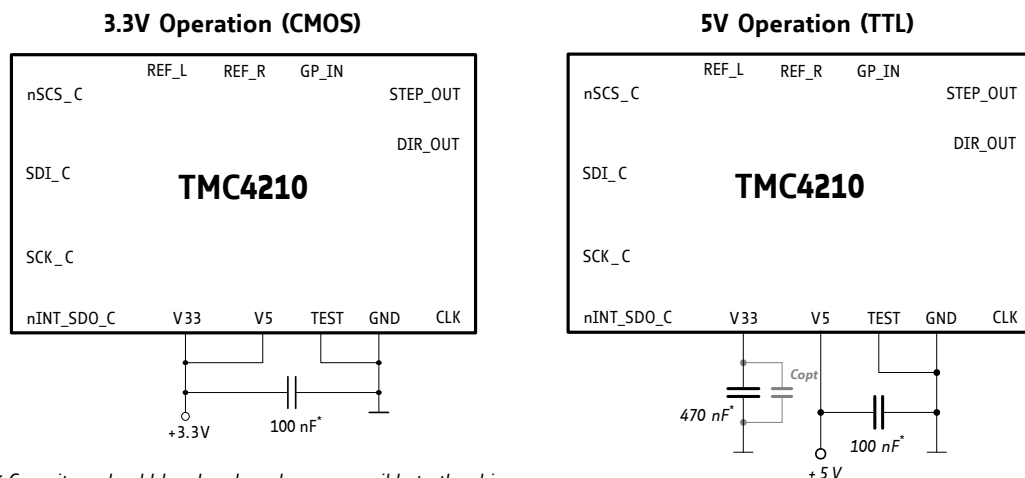 3.3V Operation (CMOS)
REF_L REF_R GP_IN
nSCS_C STEP_OUT
DIR_OUT
SDI_C
TMC4210
SCK_C
nINT_SDO_C V33 V5 TEST GND CLK
+3.3V
100 nF*
5V Operation (TTL)
REF_L REF_R GP_IN
nSCS_C STEP_OUT
DIR_OUT
SDI_C
TMC4210
SCK_C
nINT_SDO_C V33 V5 TEST GND CLK
Copt
470 nF*
100 nF*
+5V